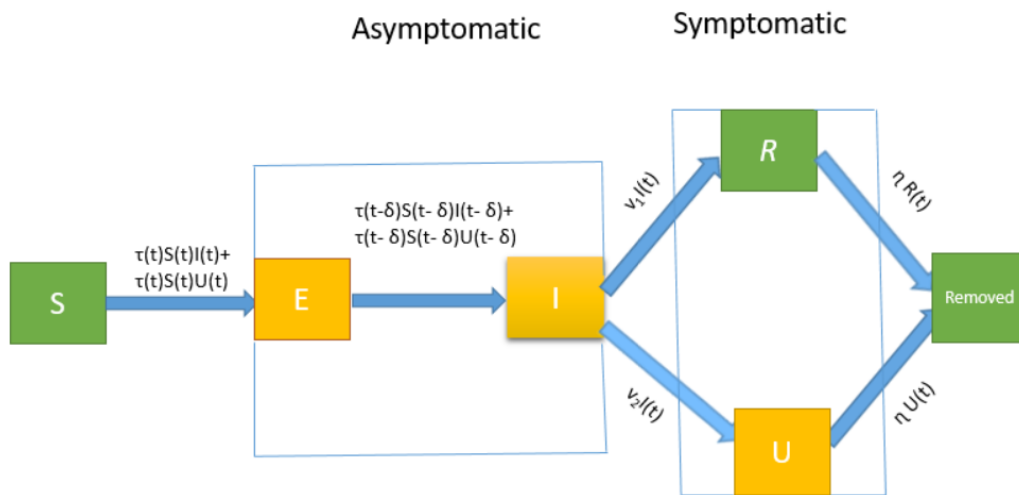 Asymptomatic
Symptomatic
R
τ(t-δ)S(t- δ)I(t- δ)+
τ(t- δ)S(t- δ)U(t- δ)
ν₁I(t)
η R(t)
τ(t)S(t)I(t)+
τ(t)S(t)U(t)
S
E
I
Removed
ν₂I(t)
η U(t)
U